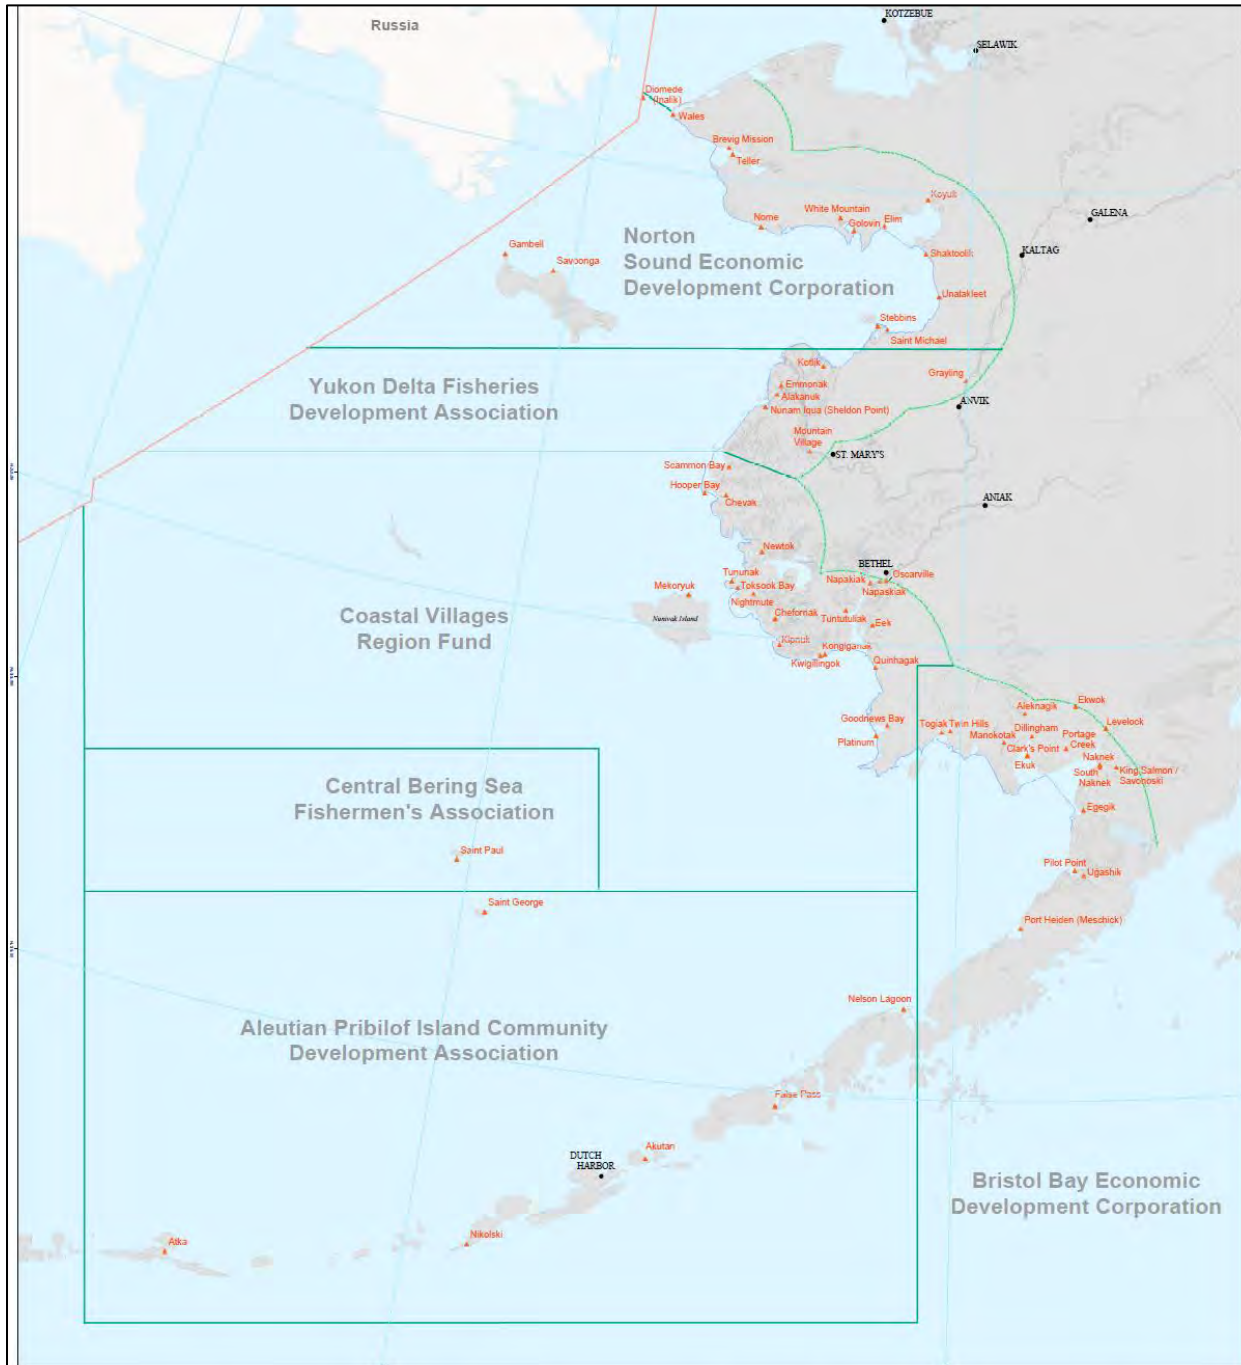 Russia
KOTZEBUE
SELAWIK
Diomede
(Inalik)
Wales
Brevig Mission
Teller
Koyuk
White Mountain
Nome
Golovin
Elim
GALENA
Norton
Sound Economic
Development Corporation
Gambell
Savoonga
Shaktoolik
KALTAG
Unalakleet
Stebbins
Saint Michael
Kotlik
Grayling
Yukon Delta Fisheries
Development Association
Emmonak
Alakanuk
Nunam Iqua (Sheldon Point)
ANVIK
Mountain
Village
ST. MARY'S
Scammon Bay
Hooper Bay
Chevak
ANIAK
Newtok
BETHEL
Oscarville
Napakiak
Napaskiak
Tununak
Toksook Bay
Mekoryuk
Nightmute
Nunivak Island
Chefornak
Tuntutuliak
Eek
Coastal Villages
Region Fund
Kipnuk
Kongiganak
Kwigillingok
Quinhagak
Goodnews Bay
Platinum
Togiak
Twin Hills
Aleknagik
Ekwok
Levelock
Dillingham
Manokotak
Portage
Creek
Clark's Point
Ekuk
Naknek
South
Naknek
King Salmon /
Savonoski
Egegik
Central Bering Sea
Fishermen's Association
Saint Paul
Pilot Point
Ugashik
Saint George
Port Heiden (Meschick)
Nelson Lagoon
Aleutian Pribilof Island Community
Development Association
False Pass
Akutan
DUTCH
HARBOR
Bristol Bay Economic
Development Corporation
Nikolski
Atka